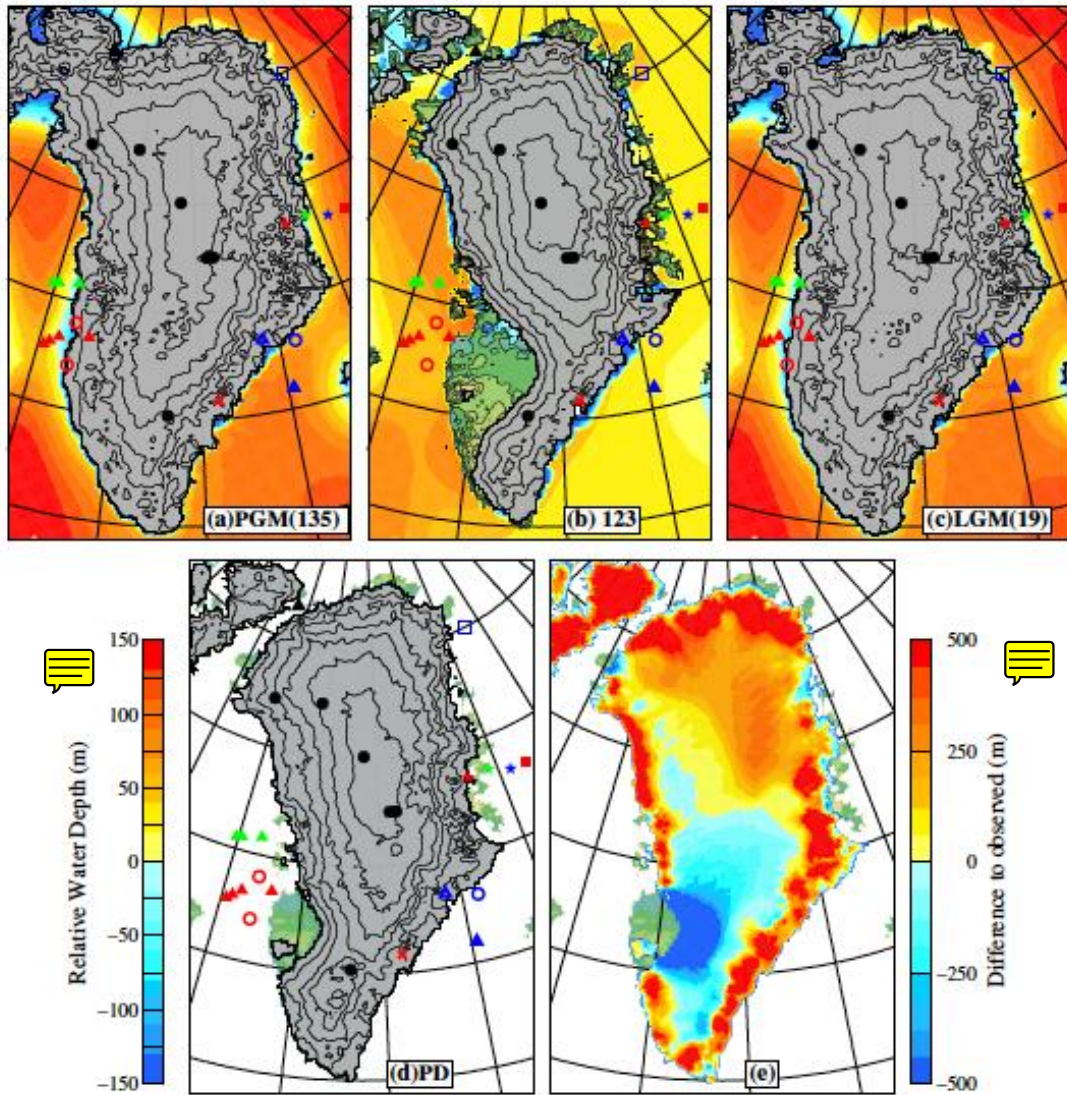 (a)PGM(135)
(b) 123
(c)LGM(19)
150
100
50
0
−50
−100
−150
Relative Water Depth (m)
(d)PD
(e)
500
250
0
−250
−500
Difference to observed (m)